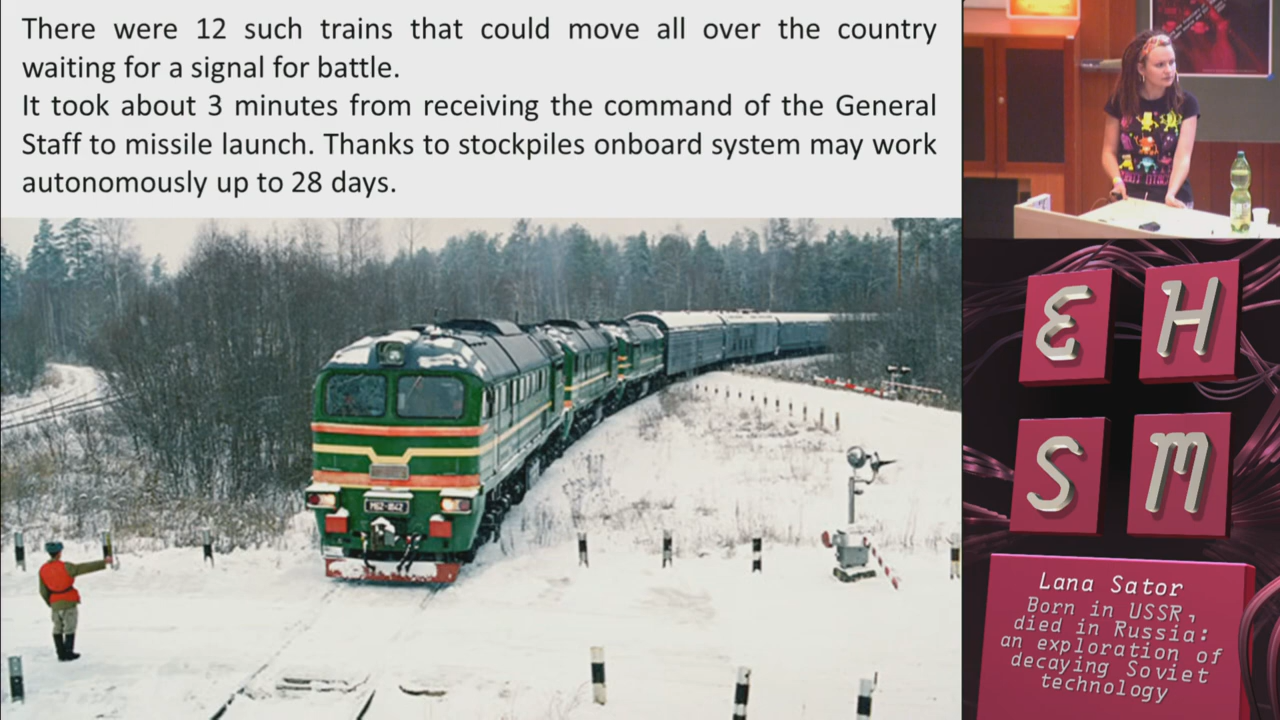 There were 12 such trains that could move all over the country
waiting for a signal for battle.
It took about 3 minutes from receiving the command of the General
Staff to missile launch. Thanks to stockpiles onboard system may work
autonomously up to 28 days.
E H
S M
Lana Sator
Born in USSR,
died in Russia:
an exploration of
decaying Soviet
technology